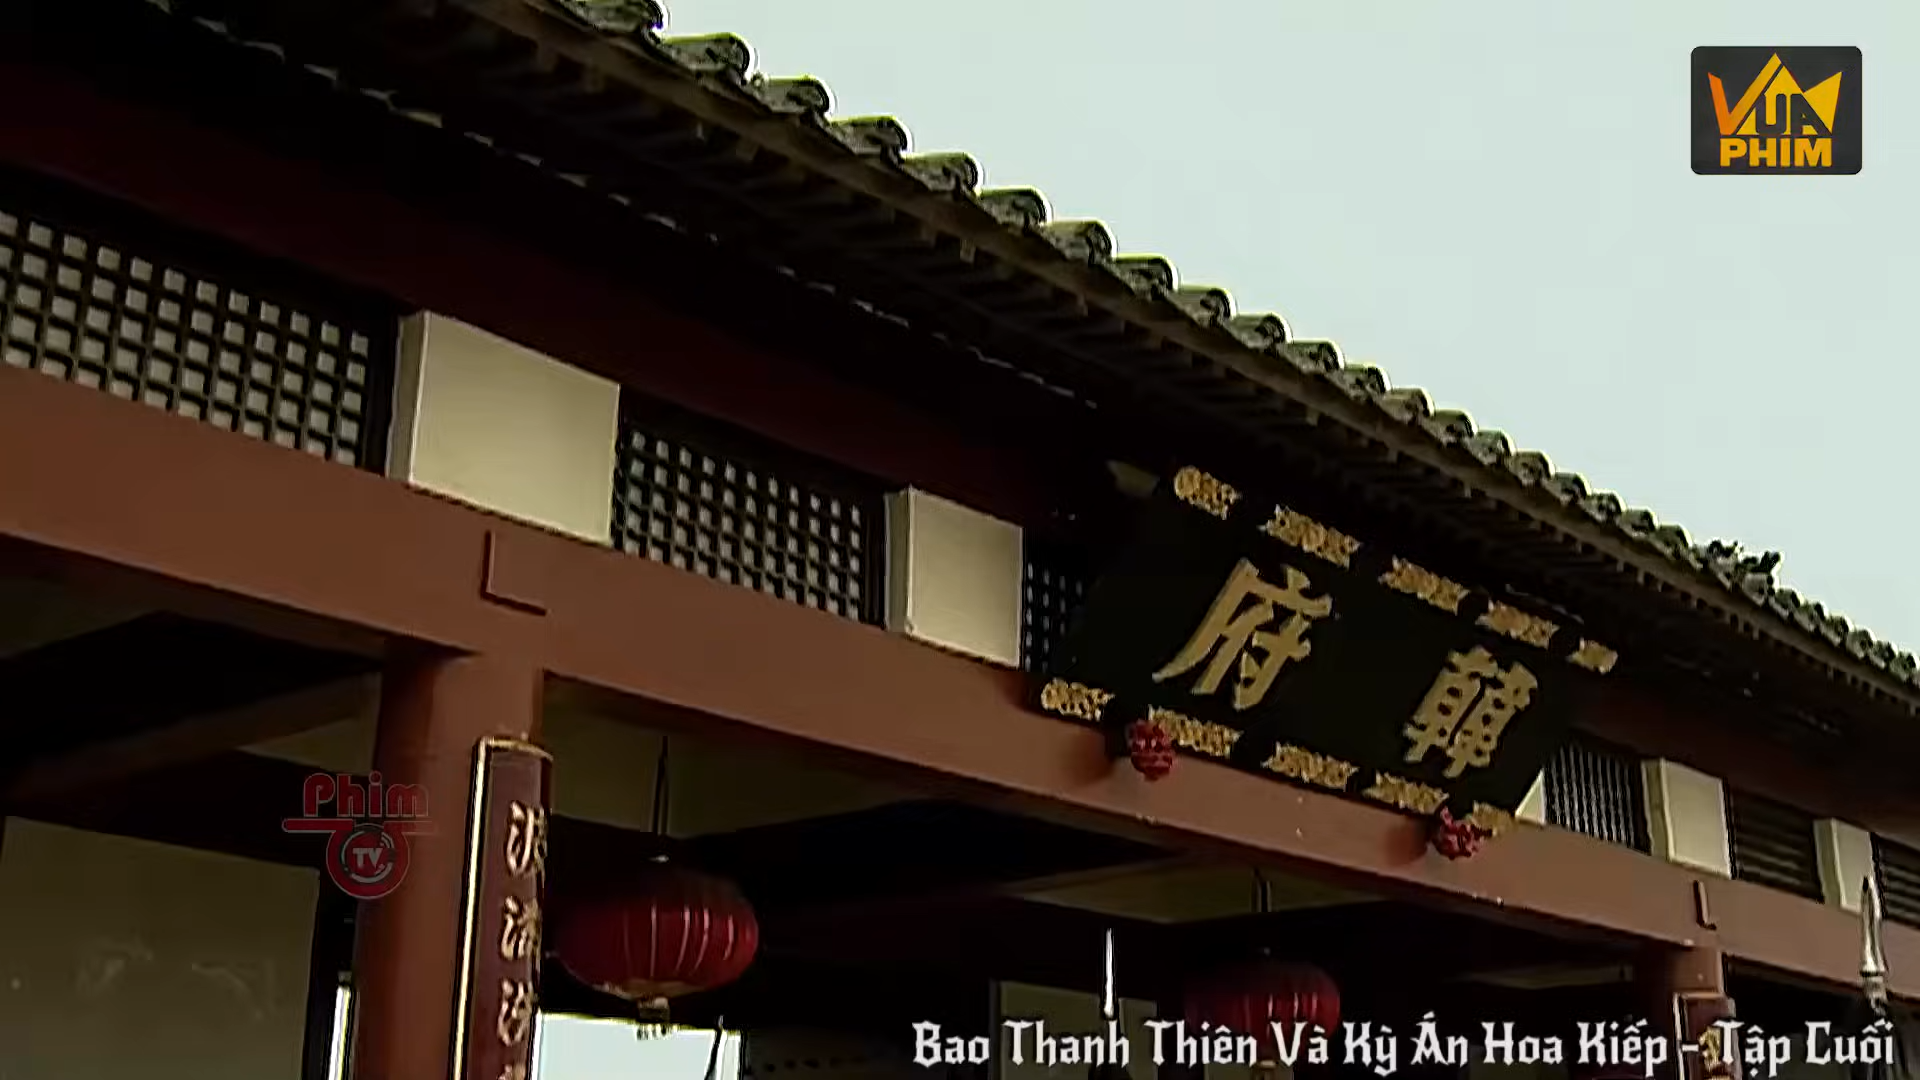 VUA
PHIM
府韓
Phim
TV
Bao Thanh Thiên Và Kỳ Án Hoa Kiếp - Tập Cuối